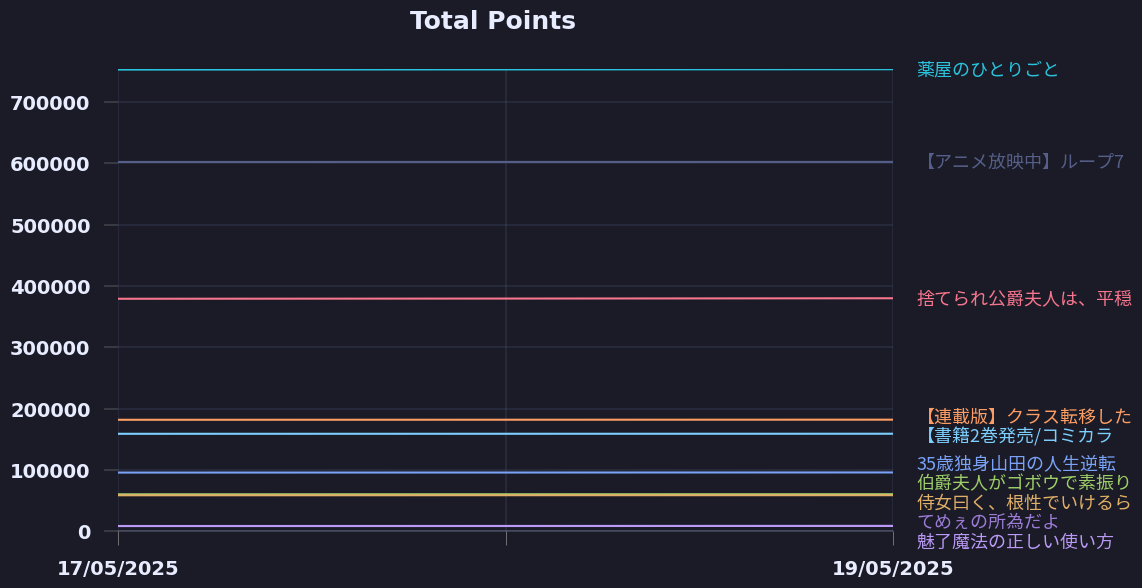 Total Points
700000
600000
500000
400000
300000
200000
100000
0
17/05/2025
19/05/2025
薬屋のひとりごと
【アニメ放映中】ループ7
捨てられ公爵夫人は、平穏
【連載版】クラス転移した
【書籍2巻発売/コミカラ
35歳独身山田の人生逆転
伯爵夫人がゴボウで素振り
侍女曰く、根性でいけるら
てめぇの所為だよ
魅了魔法の正しい使い方